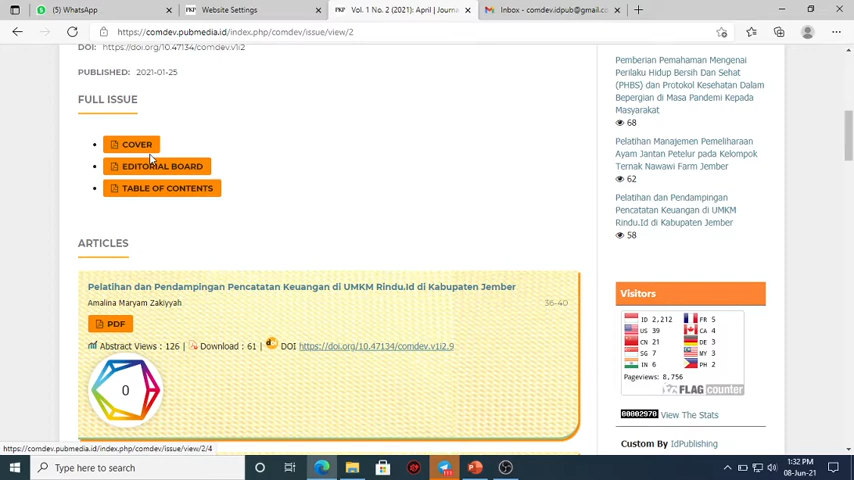 (5) WhatsApp
Website Settings
Vol. 1 No. 2 (2021): April | Journa
Inbox - comdev.idpub@gmail.co
https://comdev.pubmedia.id/index.php/comdev/issue/view/2
DOI: https://doi.org/10.47134/comdev.v1i2
PUBLISHED: 2021-01-25
FULL ISSUE
COVER
EDITORIAL BOARD
TABLE OF CONTENTS
ARTICLES
Pelatihan dan Pendampingan Pencatatan Keuangan di UMKM Rindu.Id di Kabupaten Jember
Amalina Maryam Zakiyyah
36-40
PDF
Abstract Views : 126 | Download : 61 | DOI https://doi.org/10.47134/comdev.v1i2.9
0
Pemberian Pemahaman Mengenai
Perilaku Hidup Bersih Dan Sehat
(PHBS) dan Protokol Kesehatan Dalam
Bepergian di Masa Pandemi Kepada
Masyarakat
68
Pelatihan Manajemen Pemeliharaan
Ayam Jantan Petelur pada Kelompok
Ternak Nawawi Farm Jember
62
Pelatihan dan Pendampingan
Pencatatan Keuangan di UMKM
Rindu.Id di Kabupaten Jember
58
Visitors
ID 2,212 FR 5
US 39 CA 4
CN 21 DE 3
SG 7 NY 3
IN 6 PH 2
Pageviews: 8,756
FLAG counter
00002970 View The Stats
Custom By IdPublishing
https://comdev.pubmedia.id/index.php/comdev/issue/view/2/4
Type here to search
1:32 PM
08-Jun-21